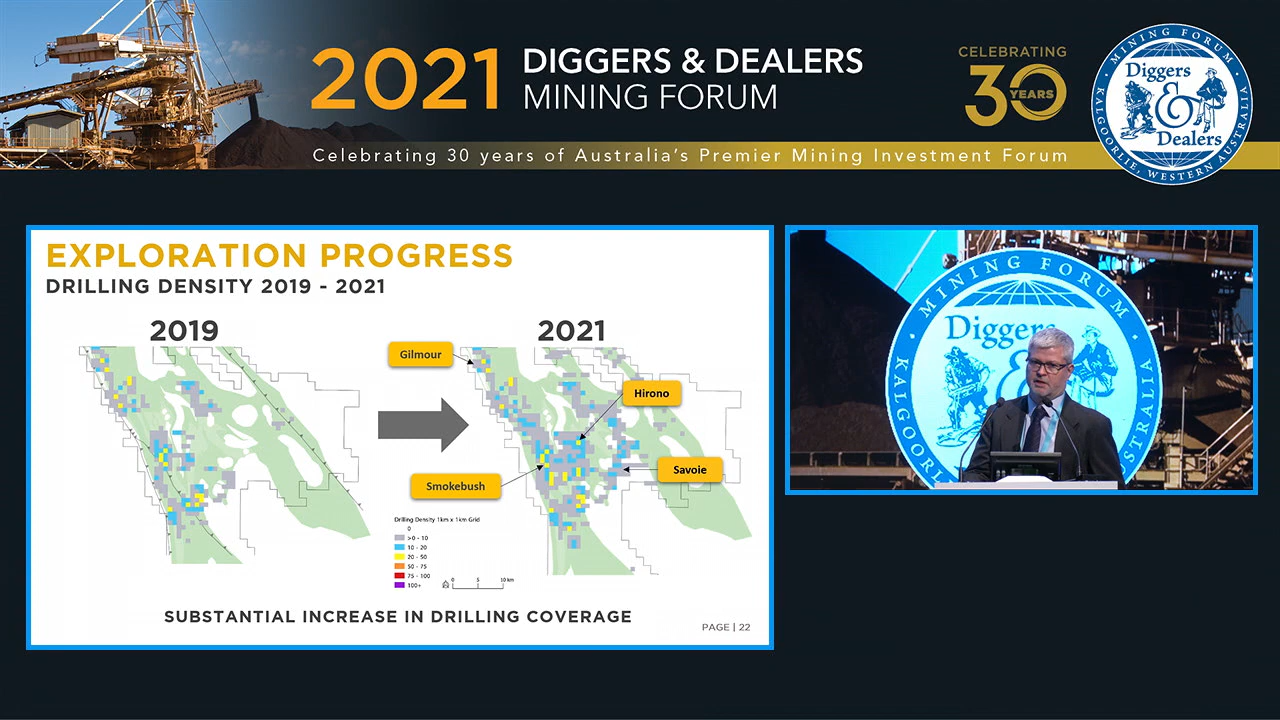 2021 DIGGERS & DEALERS
MINING FORUM
CELEBRATING
30 YEARS
Celebrating 30 years of Australia's Premier Mining Investment Forum
MINING FORUM
Diggers
&
Dealers
KALGOORLIE, WESTERN AUSTRALIA
EXPLORATION PROGRESS
DRILLING DENSITY 2019 - 2021
2019
2021
Gilmour
Hirono
Savoie
Smokebush
Drilling Density 1km x 1km Grid
0
>0 - 10
10 - 20
20 - 50
50 - 75
75 - 100
100+
0 5 10 km
SUBSTANTIAL INCREASE IN DRILLING COVERAGE
PAGE | 22
MINING FORUM
Diggers
&
KALGOORLI
STRALIA